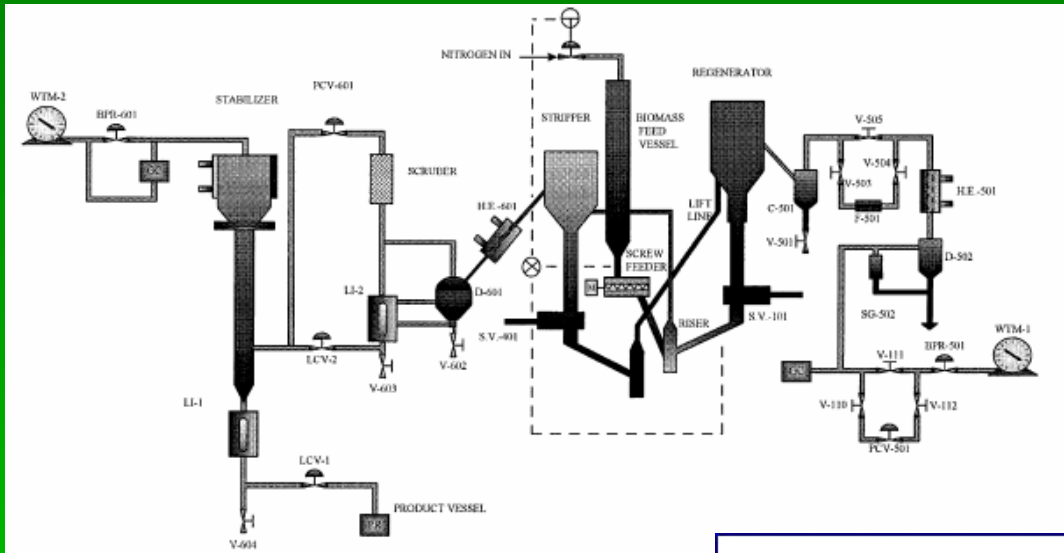 NITROGEN IN
REGENERATOR
PCV-601
WTM-2
BPR-601
STABILIZER
STRIPPER
BIOMASS
FEED
VESSEL
V-505
V-504
V-503
SCRUBER
H.E.-601
LIFT
LINE
C-501
F-501
H.E.-501
V-501
SCREW
FEEDER
D-601
D-502
LI-2
M
RISER
SG-502
S.V.-401
S.V.-101
WTM-1
LCV-2
V-602
V-603
V-111
BPR-501
LI-1
V-110
V-112
PCV-501
LCV-1
PRODUCT VESSEL
V-604